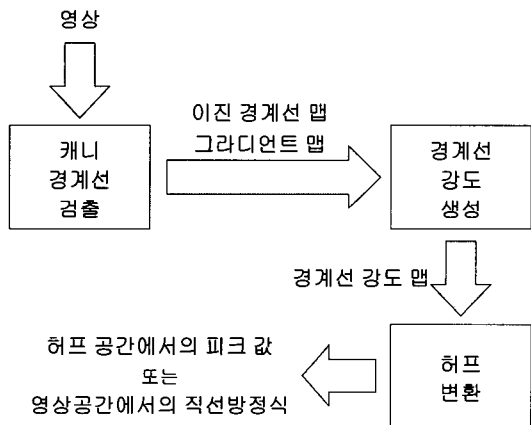 영상
캐니
경계선
검출
이진 경계선 맵
그라디언트 맵
경계선
강도
생성
경계선 강도 맵
허프
변환
허프 공간에서의 피크 값
또는
영상공간에서의 직선방정식